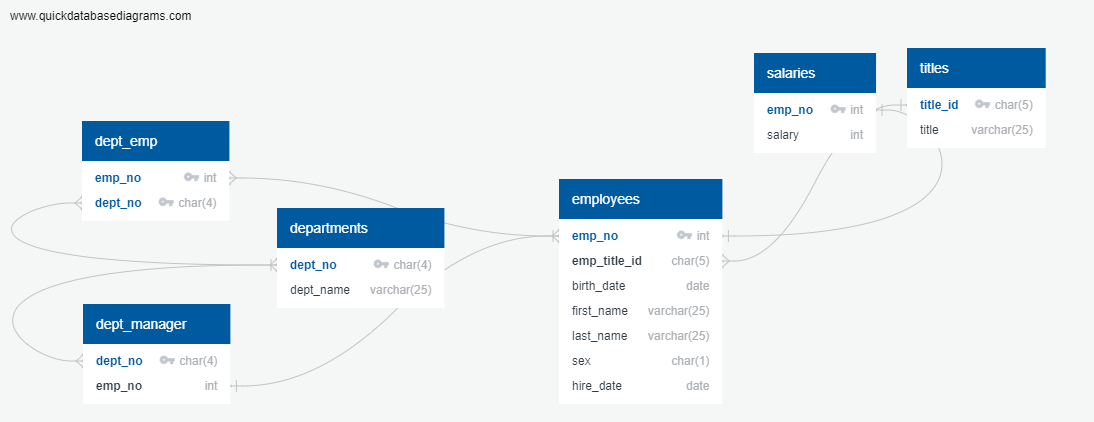 www.quickdatabasediagrams.com
salaries
emp_no int
salary int
titles
title_id char(5)
title varchar(25)
dept_emp
emp_no int
dept_no char(4)
departments
dept_no char(4)
dept_name varchar(25)
employees
emp_no int
emp_title_id char(5)
birth_date date
first_name varchar(25)
last_name varchar(25)
sex char(1)
hire_date date
dept_manager
dept_no char(4)
emp_no int